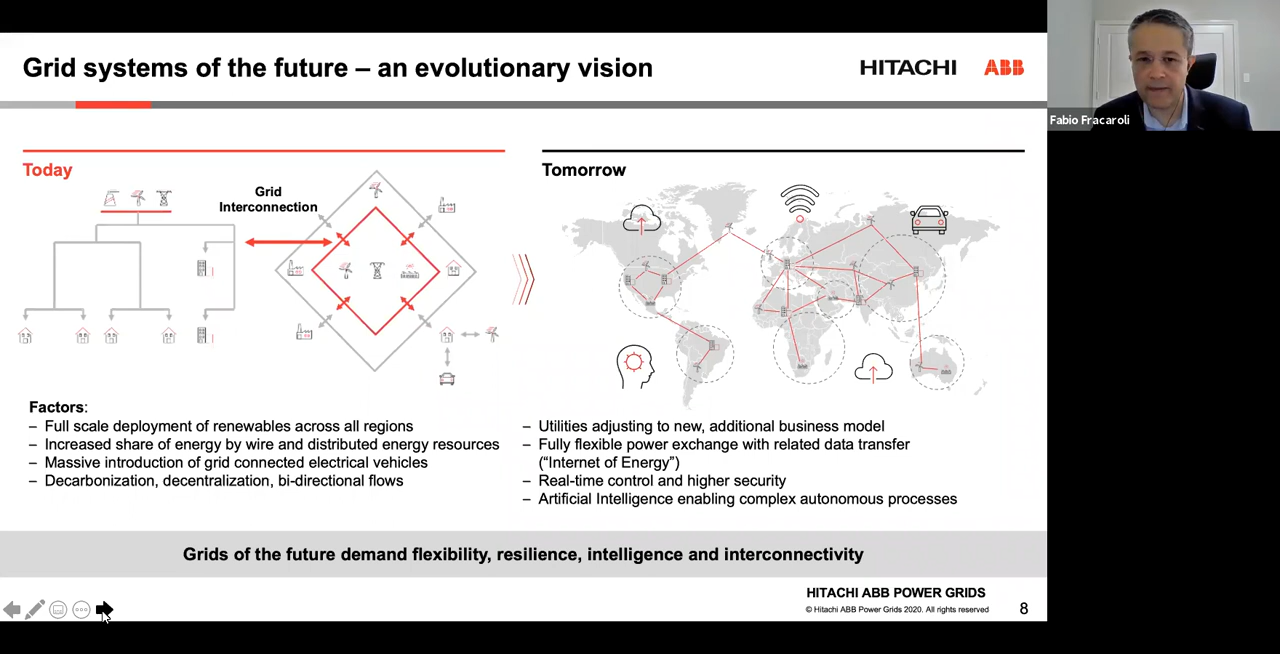 Grid systems of the future – an evolutionary vision
HITACHI ABB
Fabio Fracaroli
Today
Grid
Interconnection
Tomorrow
Factors:
– Full scale deployment of renewables across all regions
– Increased share of energy by wire and distributed energy resources
– Massive introduction of grid connected electrical vehicles
– Decarbonization, decentralization, bi-directional flows
– Utilities adjusting to new, additional business model
– Fully flexible power exchange with related data transfer
(“Internet of Energy”)
– Real-time control and higher security
– Artificial Intelligence enabling complex autonomous processes
Grids of the future demand flexibility, resilience, intelligence and interconnectivity
HITACHI ABB POWER GRIDS
© Hitachi ABB Power Grids 2020. All rights reserved
8